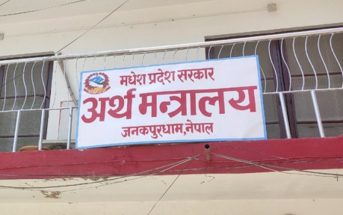 मधेश प्रदेश सरकार
अर्थ मन्त्रालय
जनकपुरधाम, नेपाल